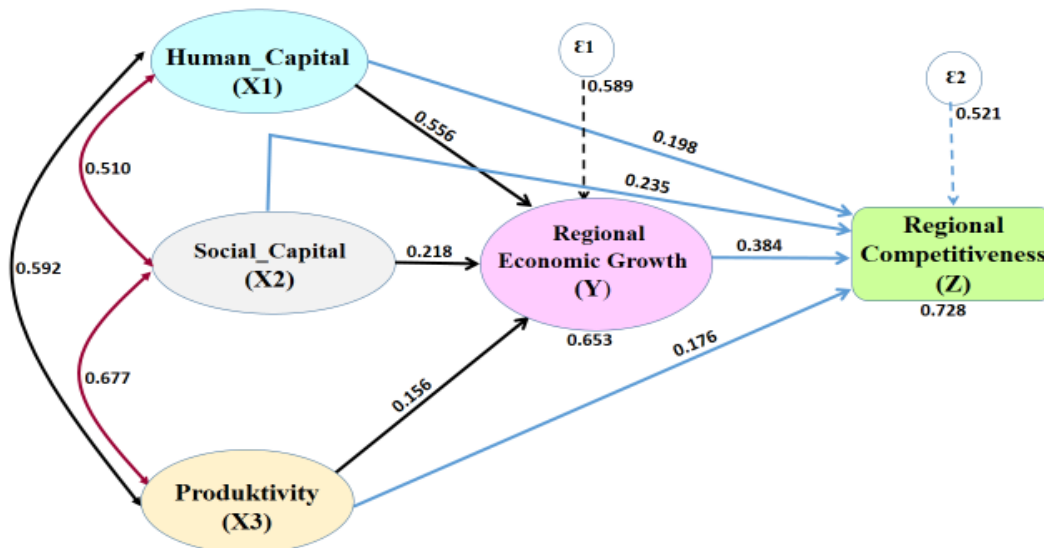 Human_Capital
(X1)
ε1
0.589
ε2
0.521
0.556
0.198
0.510
0.235
Social_Capital
(X2)
0.218
Regional
Economic Growth
(Y)
0.653
0.384
Regional
Competitiveness
(Z)
0.728
0.592
0.677
0.156
0.176
Produktivity
(X3)